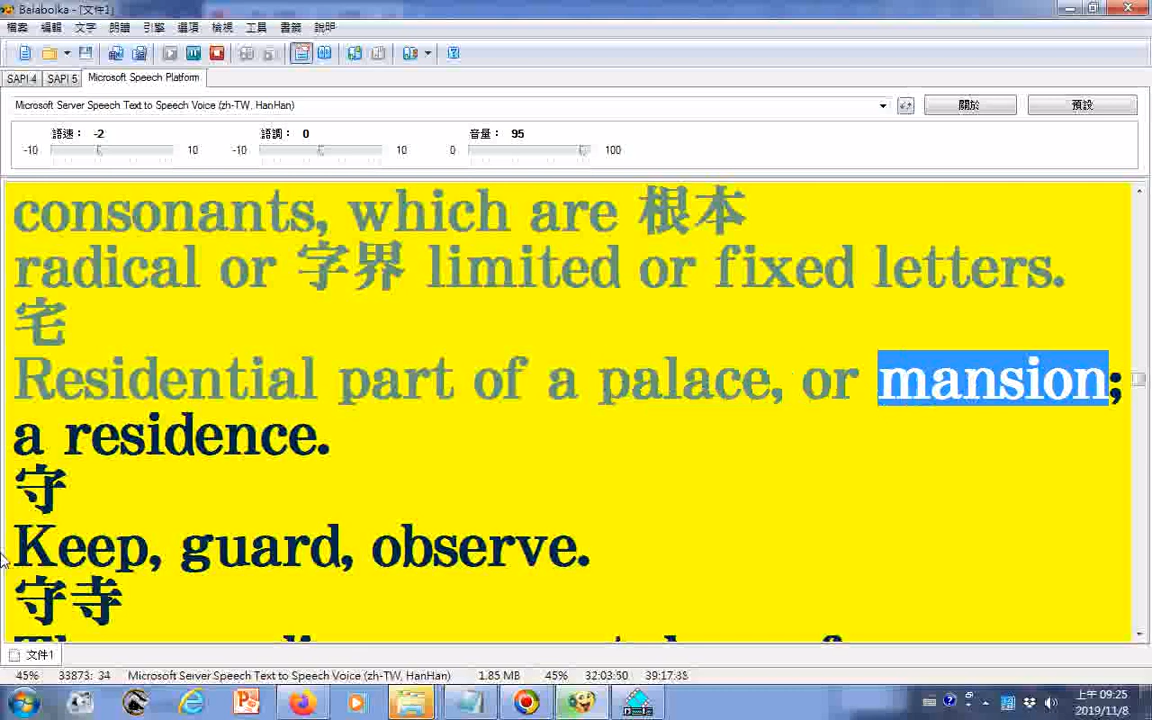 Balabolka - [文件1]
檔案 編輯 文字 朗讀 引擎 選項 檢視 工具 書籤 說明
SAPI 4 SAPI 5 Microsoft Speech Platform
Microsoft Server Speech Text to Speech Voice (zh-TW, HanHan) 關於 預設
語速： -2 語調： 0 音量： 95
-10 10 -10 10 0 100
consonants, which are 根本
radical or 字界 limited or fixed letters.
宅
Residential part of a palace, or mansion;
a residence.
守
Keep, guard, observe.
守寺
文件1
45% 33873: 34 Microsoft Server Speech Text to Speech Voice (zh-TW, HanHan) 1.85 MB 45% 32:03:50 39:17:38
上午 09:25
2019/11/8